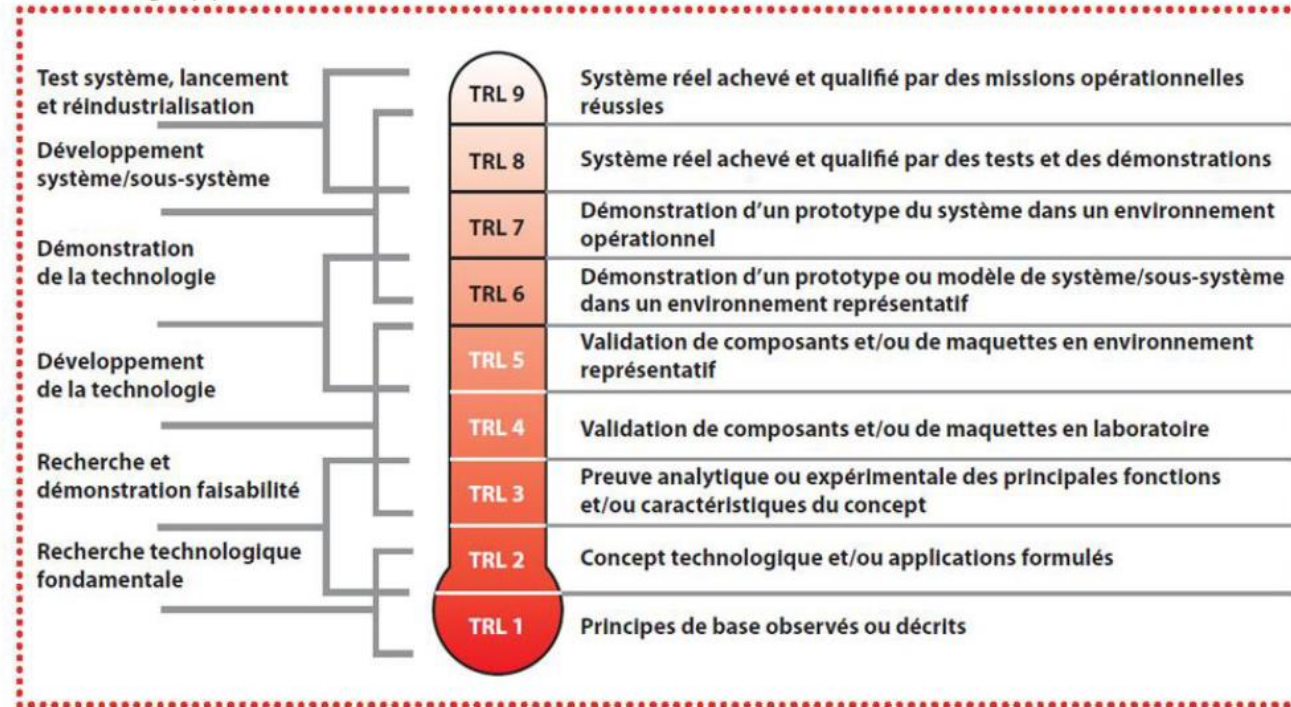 Test système, lancement
et réindustrialisation
Développement
système/sous-système
Démonstration
de la technologie
Développement
de la technologie
Recherche et
démonstration faisabilité
Recherche technologique
fondamentale
TRL 9
Système réel achevé et qualifié par des missions opérationnelles
réussies
TRL 8
Système réel achevé et qualifié par des tests et des démonstrations
TRL 7
Démonstration d'un prototype du système dans un environnement
opérationnel
TRL 6
Démonstration d'un prototype ou modèle de système/sous-système
dans un environnement représentatif
TRL 5
Validation de composants et/ou de maquettes en environnement
représentatif
TRL 4
Validation de composants et/ou de maquettes en laboratoire
TRL 3
Preuve analytique ou expérimentale des principales fonctions
et/ou caractéristiques du concept
TRL 2
Concept technologique et/ou applications formulés
TRL 1
Principes de base observés ou décrits